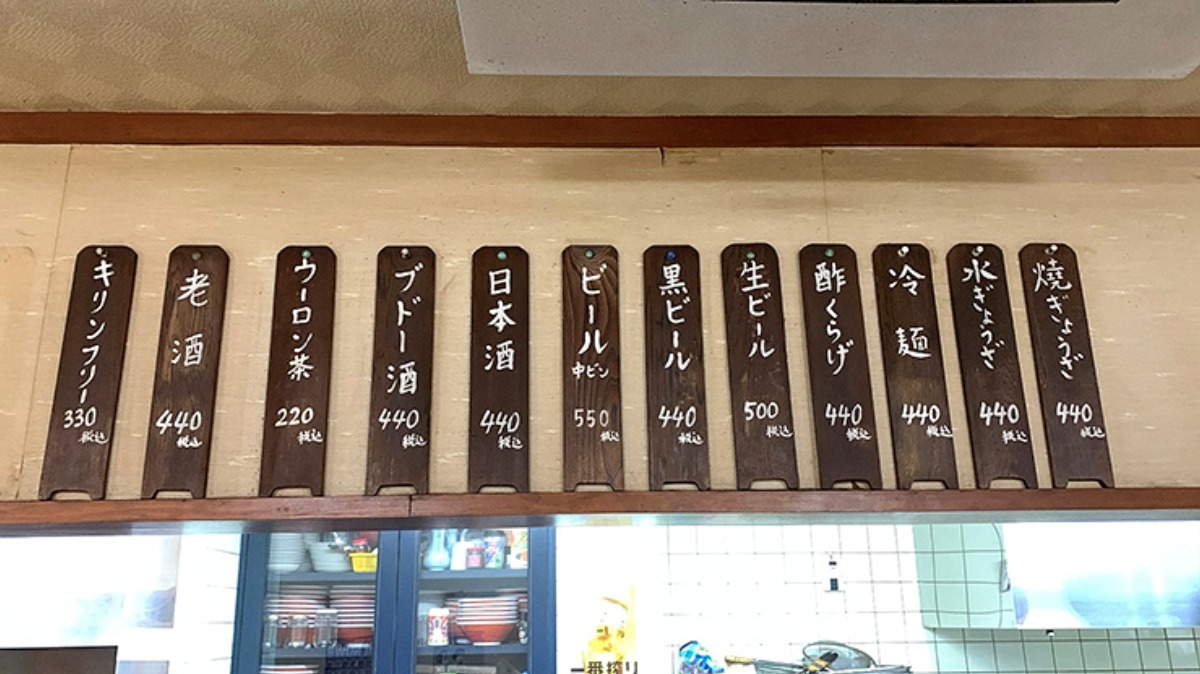 焼ぎょうざ
440
税込
水ぎょうざ
440
税込
冷麺
440
税込
酢くらげ
440
税込
生ビール
500
税込
黒ビール
440
税込
ビール
中ビン
550
税込
日本酒
440
税込
ブドー酒
440
税込
ウーロン茶
220
税込
老酒
440
税込
キリンフリー
330
税込
一番搾り